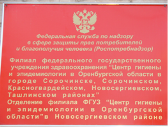 Федеральная служба по надзору
в сфере защиты прав потребителей
и благополучия человека (Роспотребнадзор)
Филиал федерального государственного
учреждения здравоохранения "Центр гигиены
и эпидемиологии в Оренбургской области в
городе Сорочинске, Сорочинском,
Красногвардейском, Новосергиевском,
Ташлинском районах"
Отделение филиала ФГУЗ "Центр гигиены
и эпидемиологии в Оренбургской области"
в Новосергиевском районе